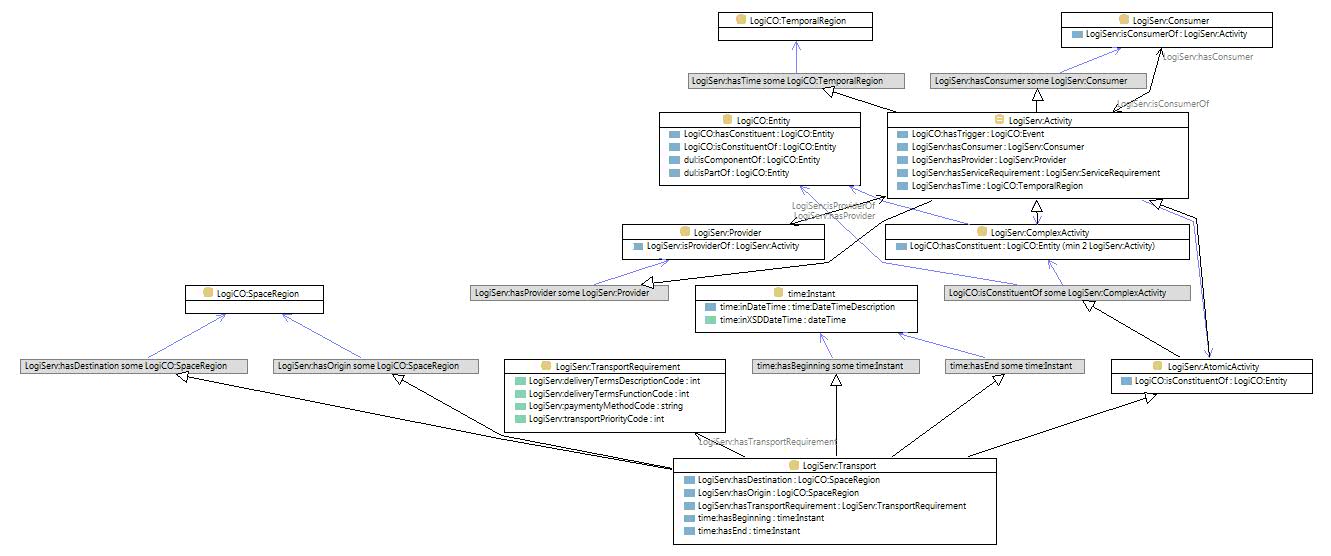 LogiCO:TemporalRegion
LogiServ:Consumer
LogiServ:isConsumerOf : LogiServ:Activity
LogiServ:hasConsumer
LogiServ:hasTime some LogiCO:TemporalRegion
LogiServ:hasConsumer some LogiServ:Consumer
LogiServ:isConsumerOf
LogiCO:Entity
LogiCO:hasConstituent : LogiCO:Entity
LogiCO:isConstituentOf : LogiCO:Entity
dul:isComponentOf : LogiCO:Entity
dul:isPartOf : LogiCO:Entity
LogiServ:Activity
LogiCO:hasTrigger : LogiCO:Event
LogiServ:hasConsumer : LogiServ:Consumer
LogiServ:hasProvider : LogiServ:Provider
LogiServ:hasServiceRequirement : LogiServ:ServiceRequirement
LogiServ:hasTime : LogiCO:TemporalRegion
LogiServ:isProviderOf
LogiServ:hasProvider
LogiServ:Provider
LogiServ:isProviderOf : LogiServ:Activity
LogiServ:ComplexActivity
LogiCO:hasConstituent : LogiCO:Entity (min 2 LogiServ:Activity)
LogiCO:SpaceRegion
LogiServ:hasProvider some LogiServ:Provider
time:Instant
time:inDateTime : time:DateTimeDescription
time:inXSDDateTime : dateTime
LogiCO:isConstituentOf some LogiServ:ComplexActivity
LogiServ:hasDestination some LogiCO:SpaceRegion
LogiServ:hasOrigin some LogiCO:SpaceRegion
LogiServ:TransportRequirement
LogiServ:deliveryTermsDescriptionCode : int
LogiServ:deliveryTermsFunctionCode : int
LogiServ:paymentyMethodCode : string
LogiServ:transportPriorityCode : int
time:hasBeginning some time:Instant
time:hasEnd some time:Instant
LogiServ:AtomicActivity
LogiCO:isConstituentOf : LogiCO:Entity
LogiServ:hasTransportRequirement
LogiServ:Transport
LogiServ:hasDestination : LogiCO:SpaceRegion
LogiServ:hasOrigin : LogiCO:SpaceRegion
LogiServ:hasTransportRequirement : LogiServ:TransportRequirement
time:hasBeginning : time:Instant
time:hasEnd : time:Instant